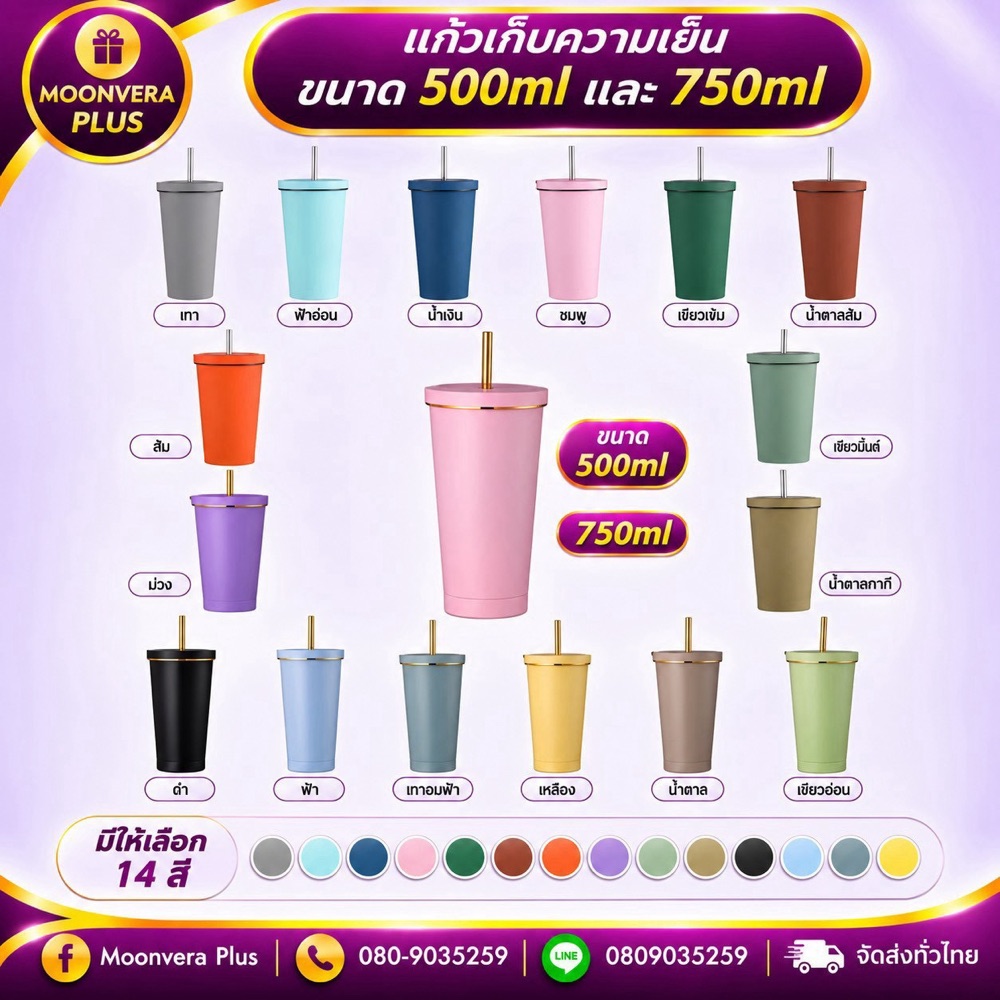 MOONVERA
PLUS
แก้วเก็บความเย็น
ขนาด 500ml และ 750ml
เทา
ฟ้าอ่อน
น้ำเงิน
ชมพู
เขียวเข้ม
น้ำตาลส้ม
ส้ม
ขนาด
500ml
เขียวมิ้นต์
750ml
ม่วง
น้ำตาลกากี
ดำ
ฟ้า
เทาอมฟ้า
เหลือง
น้ำตาล
เขียวอ่อน
มีให้เลือก
14 สี
Moonvera Plus
080-9035259
LINE
0809035259
จัดส่งทั่วไทย